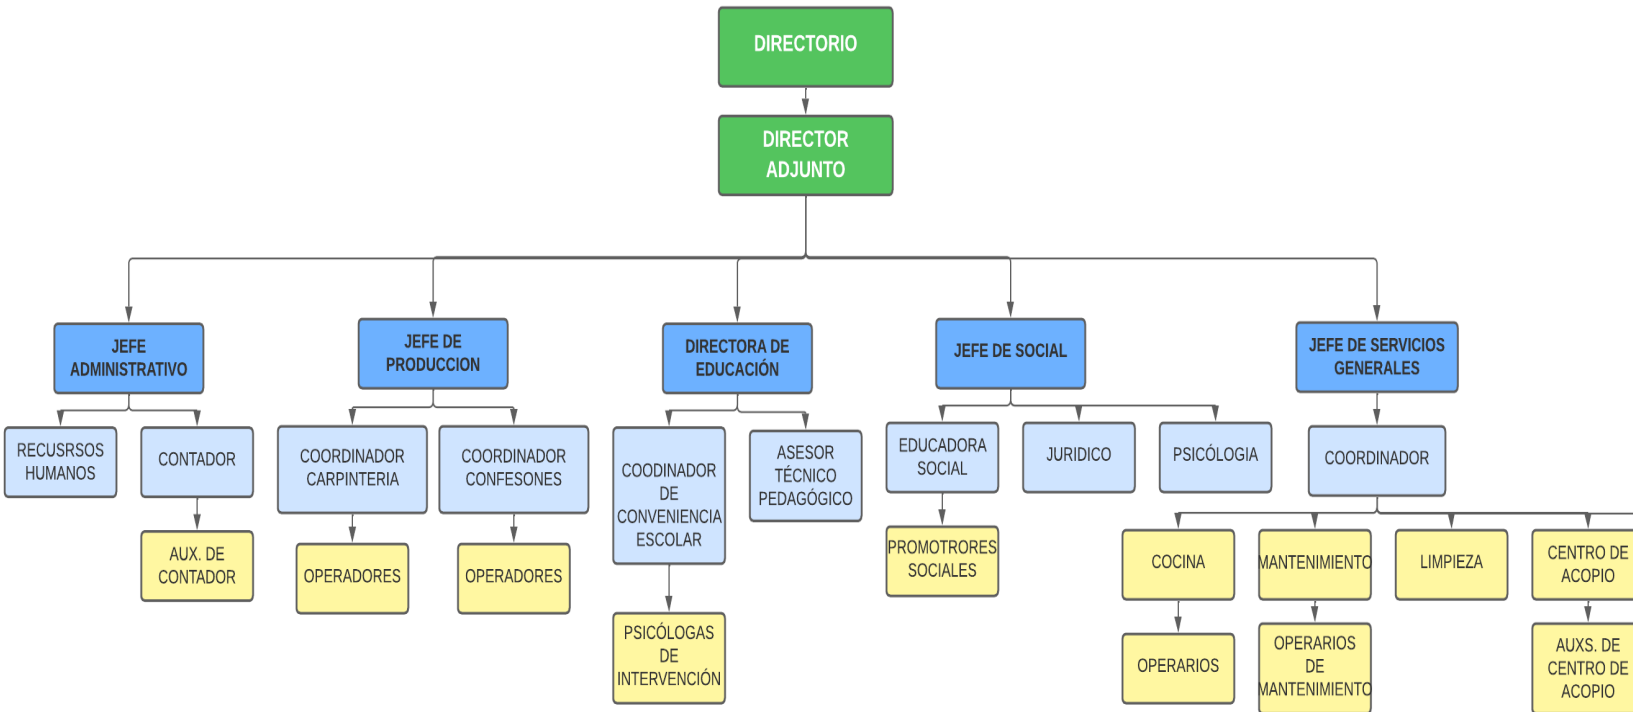 DIRECTORIO
DIRECTOR
ADJUNTO
JEFE
ADMINISTRATIVO
JEFE DE
PRODUCCION
DIRECTORA DE
EDUCACIÓN
JEFE DE SOCIAL
JEFE DE SERVICIOS
GENERALES
RECUSRSOS
HUMANOS
CONTADOR
COORDINADOR
CARPINTERIA
COORDINADOR
CONFESONES
COODINADOR
DE
CONVENIENCIA
ESCOLAR
ASESOR
TÉCNICO
PEDAGÓGICO
EDUCADORA
SOCIAL
JURIDICO
PSICÓLOGIA
COORDINADOR
AUX. DE
CONTADOR
OPERADORES
OPERADORES
PSICÓLOGAS
DE
INTERVENCIÓN
PROMOTRORES
SOCIALES
COCINA
MANTENIMIENTO
LIMPIEZA
CENTRO DE
ACOPIO
OPERARIOS
OPERARIOS
DE
MANTENIMIENTO
AUXS. DE
CENTRO DE
ACOPIO